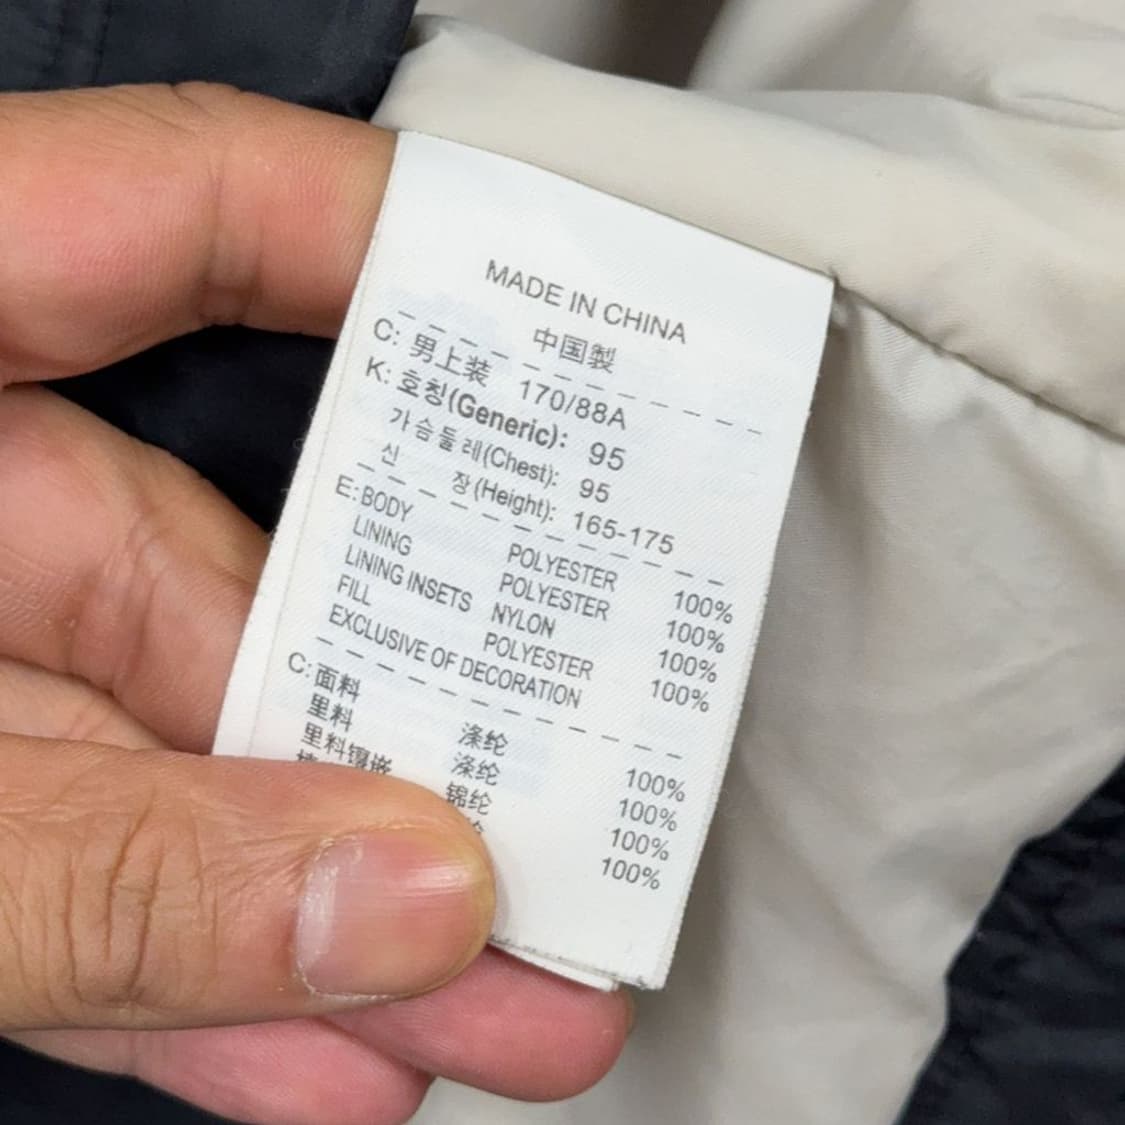 MADE IN CHINA
中国製
C: 男上装 170/88A
K: 호칭(Generic): 95
가슴둘레(Chest): 95
신 장(Height): 165-175
E: BODY POLYESTER 100%
LINING POLYESTER 100%
LINING INSETS NYLON 100%
FILL POLYESTER 100%
EXCLUSIVE OF DECORATION
C: 面料 涤纶 100%
里料 涤纶 100%
里料镶嵌 锦纶 100%
100%